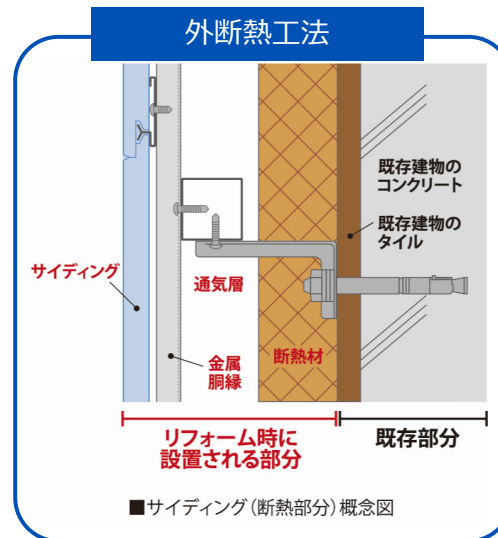 外断熱工法
既存建物の
コンクリート
既存建物の
タイル
サイディング
通気層
金属
胴縁
断熱材
リフォーム時に
設置される部分
既存部分
■サイディング(断熱部分)概念図